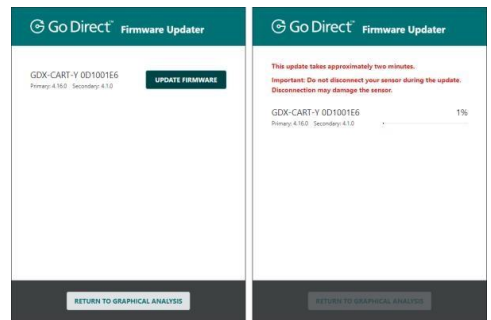 Go Direct™ Firmware Updater
GDX-CART-Y 0D1001E6
Primary: 4.16.0 Secondary: 4.1.0
UPDATE FIRMWARE
RETURN TO GRAPHICAL ANALYSIS
Go Direct™ Firmware Updater
This update takes approximately two minutes.
Important: Do not disconnect your sensor during the update.
Disconnection may damage the sensor.
GDX-CART-Y 0D1001E6
1%
Primary: 4.16.0 Secondary: 4.1.0
RETURN TO GRAPHICAL ANALYSIS